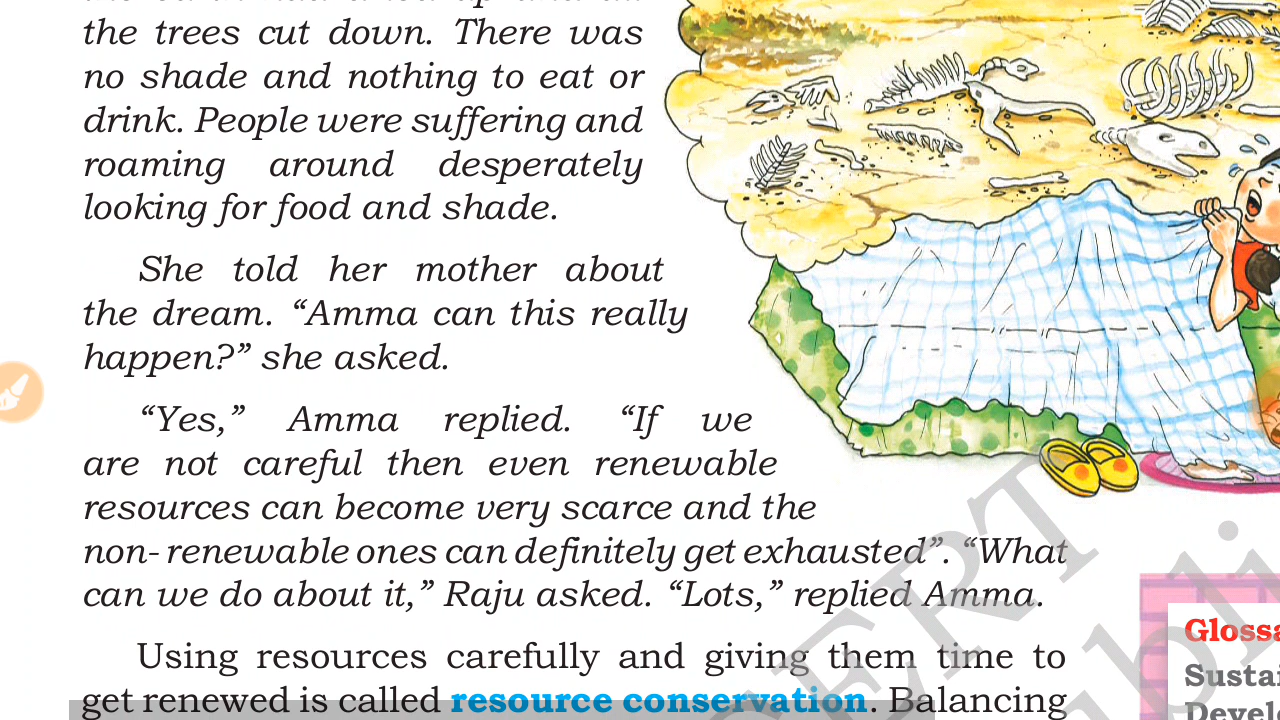 the trees cut down. There was
no shade and nothing to eat or
drink. People were suffering and
roaming around desperately
looking for food and shade.
She told her mother about
the dream. “Amma can this really
happen?” she asked.
“Yes,” Amma replied. “If we
are not careful then even renewable
resources can become very scarce and the
non- renewable ones can definitely get exhausted”. “What
can we do about it,” Raju asked. “Lots,” replied Amma.
Using resources carefully and giving them time to
get renewed is called resource conservation. Balancing